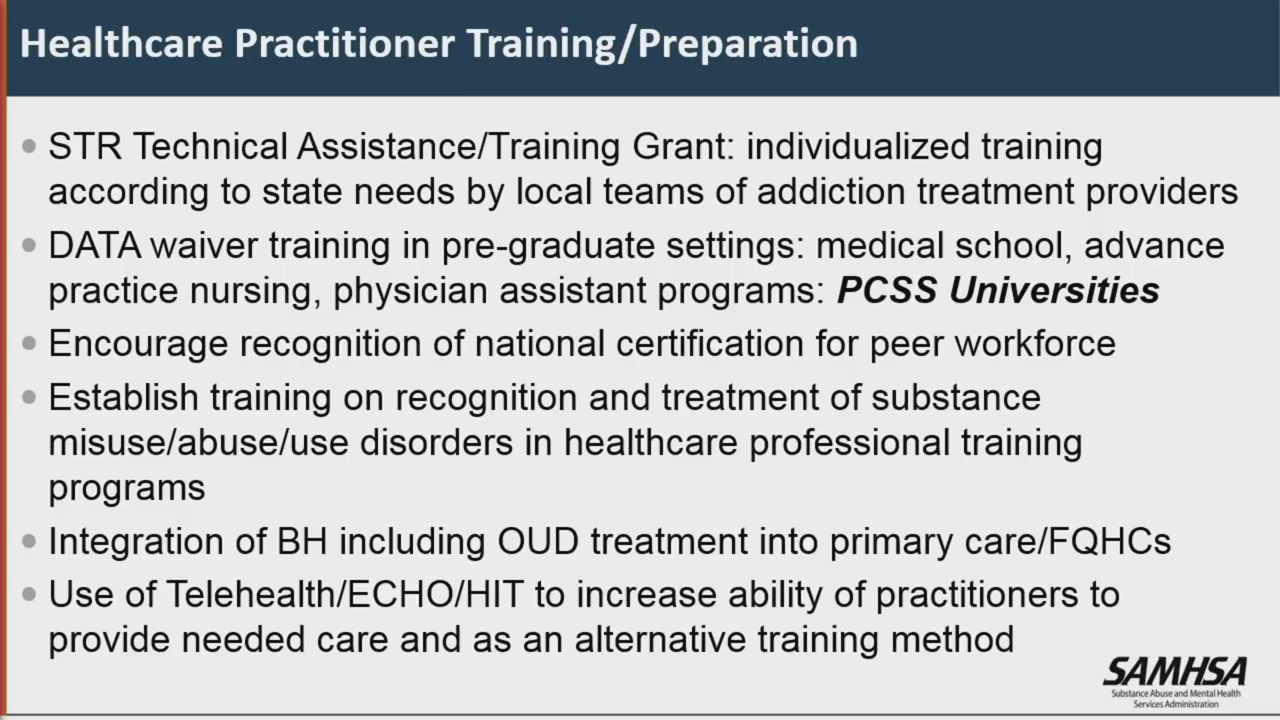 Healthcare Practitioner Training/Preparation
• STR Technical Assistance/Training Grant: individualized training
according to state needs by local teams of addiction treatment providers
• DATA waiver training in pre-graduate settings: medical school, advance
practice nursing, physician assistant programs: PCSS Universities
• Encourage recognition of national certification for peer workforce
• Establish training on recognition and treatment of substance
misuse/abuse/use disorders in healthcare professional training
programs
• Integration of BH including OUD treatment into primary care/FQHCs
• Use of Telehealth/ECHO/HIT to increase ability of practitioners to
provide needed care and as an alternative training method
SAMHSA
Substance Abuse and Mental Health
Services Administration